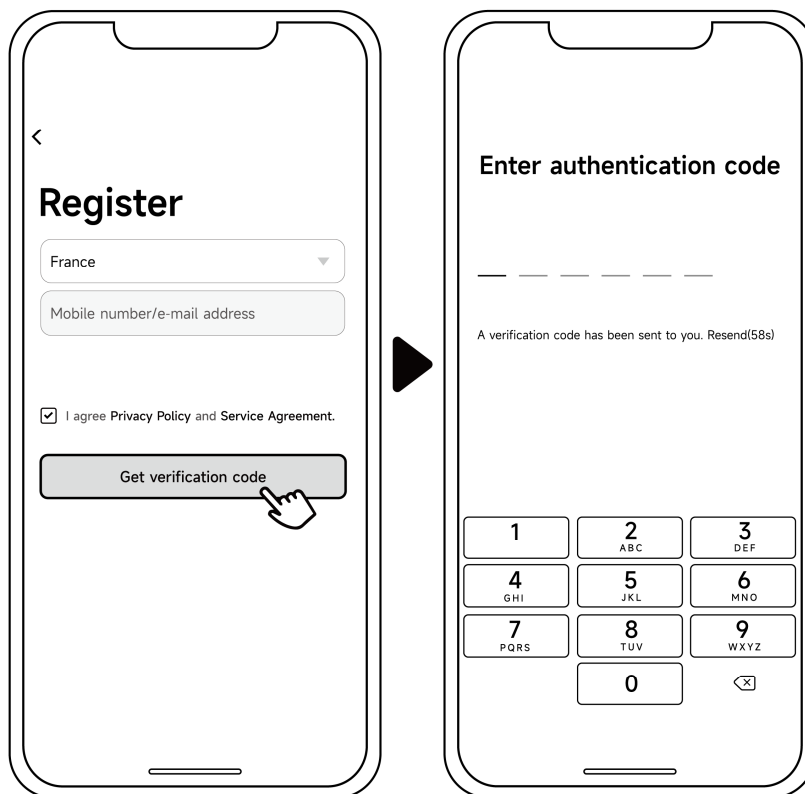 Register
France
Mobile number/e-mail address
I agree Privacy Policy and Service Agreement.
Get verification code
Enter authentication code
A verification code has been sent to you. Resend(58s)
1
2
ABC
3
DEF
4
GHI
5
JKL
6
MNO
7
PQRS
8
TUV
9
WXYZ
0